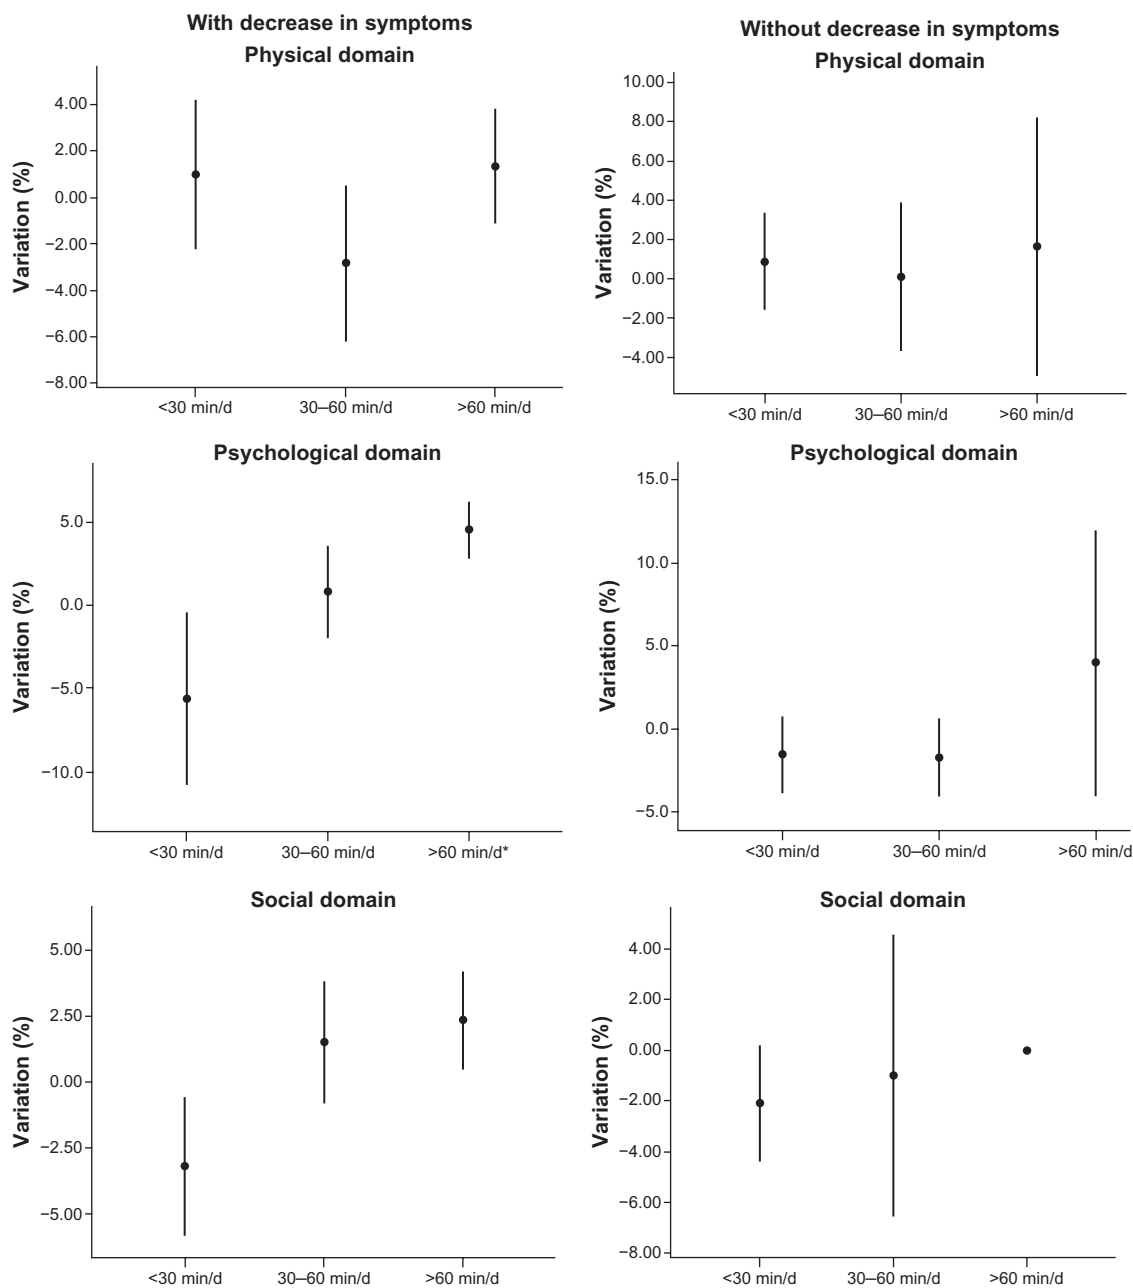 With decrease in symptoms
Physical domain
Variation (%)
4.00
2.00
0.00
−2.00
−4.00
−6.00
−8.00
<30 min/d 30–60 min/d >60 min/d
Without decrease in symptoms
Physical domain
Variation (%)
10.00
8.00
6.00
4.00
2.00
0.00
−2.00
−4.00
<30 min/d 30–60 min/d >60 min/d
Psychological domain
Variation (%)
5.0
0.0
−5.0
−10.0
<30 min/d 30–60 min/d >60 min/d*
Psychological domain
Variation (%)
15.0
10.0
5.0
0.0
−5.0
<30 min/d 30–60 min/d >60 min/d
Social domain
Variation (%)
5.00
2.50
0.00
−2.50
−5.00
<30 min/d 30–60 min/d >60 min/d
Social domain
Variation (%)
4.00
2.00
0.00
−2.00
−4.00
−6.00
−8.00
<30 min/d 30–60 min/d >60 min/d